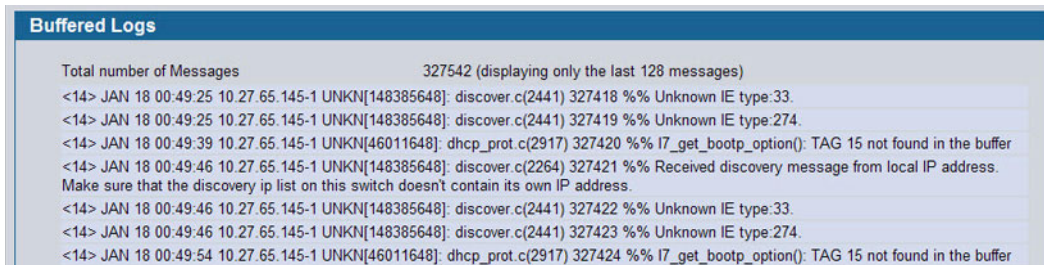 Buffered Logs
Total number of Messages 327542 (displaying only the last 128 messages)
<14> JAN 18 00:49:25 10.27.65.145-1 UNKN[148385648]: discover.c(2441) 327418 %% Unknown IE type:33.
<14> JAN 18 00:49:25 10.27.65.145-1 UNKN[148385648]: discover.c(2441) 327419 %% Unknown IE type:274.
<14> JAN 18 00:49:39 10.27.65.145-1 UNKN[46011648]: dhcp_prot.c(2917) 327420 %% l7_get_bootp_option(): TAG 15 not found in the buffer
<14> JAN 18 00:49:46 10.27.65.145-1 UNKN[148385648]: discover.c(2264) 327421 %% Received discovery message from local IP address.
Make sure that the discovery ip list on this switch doesn't contain its own IP address.
<14> JAN 18 00:49:46 10.27.65.145-1 UNKN[148385648]: discover.c(2441) 327422 %% Unknown IE type:33.
<14> JAN 18 00:49:46 10.27.65.145-1 UNKN[148385648]: discover.c(2441) 327423 %% Unknown IE type:274.
<14> JAN 18 00:49:54 10.27.65.145-1 UNKN[46011648]: dhcp_prot.c(2917) 327424 %% l7_get_bootp_option(): TAG 15 not found in the buffer